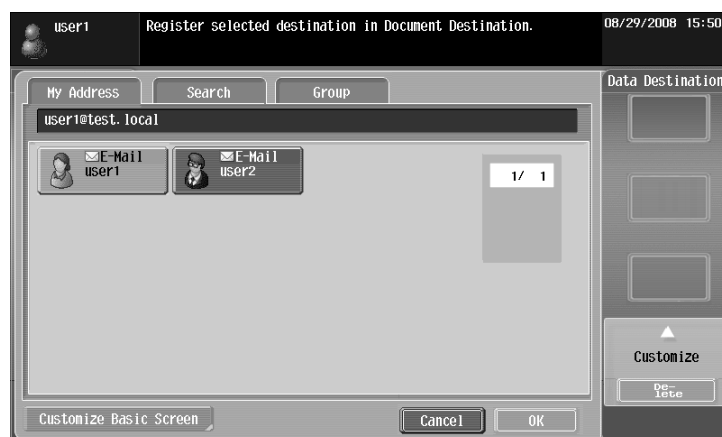 user1
Register selected destination in Document Destination.
08/29/2008 15:50
My Address
Search
Group
Data Destination
user1@test.local
E-Mail
user1
E-Mail
user2
1/ 1
Customize
De-
lete
Customize Basic Screen
Cancel
OK